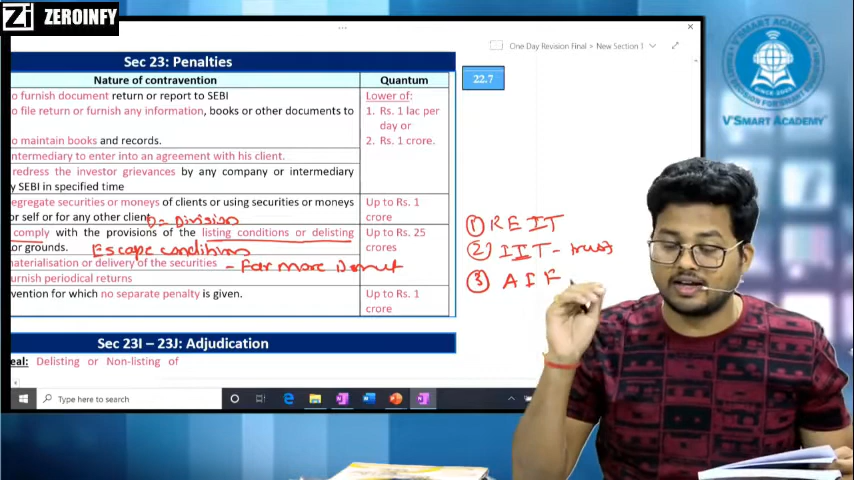 Zi ZEROINFY
One Day Revision Final > New Section 1
Sec 23: Penalties
22.7
Nature of contravention
Quantum
o furnish document return or report to SEBI
o file return or furnish any information, books or other documents to
o maintain books and records.
intermediary to enter into an agreement with his client.
redress the investor grievances by any company or intermediary
y SEBI in specified time
Lower of:
1. Rs. 1 lac per
day or
2. Rs. 1 crore.
egregate securities or moneys of clients or using securities or moneys
or self or for any other client
D = Division
Up to Rs. 1
crore
comply with the provisions of the listing conditions or delisting
or grounds.
Escape conditions
Up to Rs. 25
crores
materialisation or delivery of the securities
- Far more Demat
urnish periodical returns
vention for which no separate penalty is given.
Up to Rs. 1
crore
Sec 23I – 23J: Adjudication
eal: Delisting or Non-listing of
① REIT
② IIT - trust
③ AIF
V'SMART ACADEMY
Type here to search